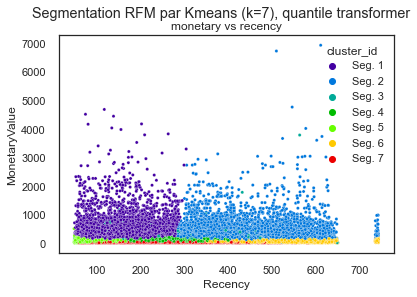 Segmentation RFM par Kmeans (k=7), quantile transformer
monetary vs recency
7000
6000
5000
4000
3000
2000
1000
0
MonetaryValue
cluster_id
Seg. 1
Seg. 2
Seg. 3
Seg. 4
Seg. 5
Seg. 6
Seg. 7
100 200 300 400 500 600 700
Recency